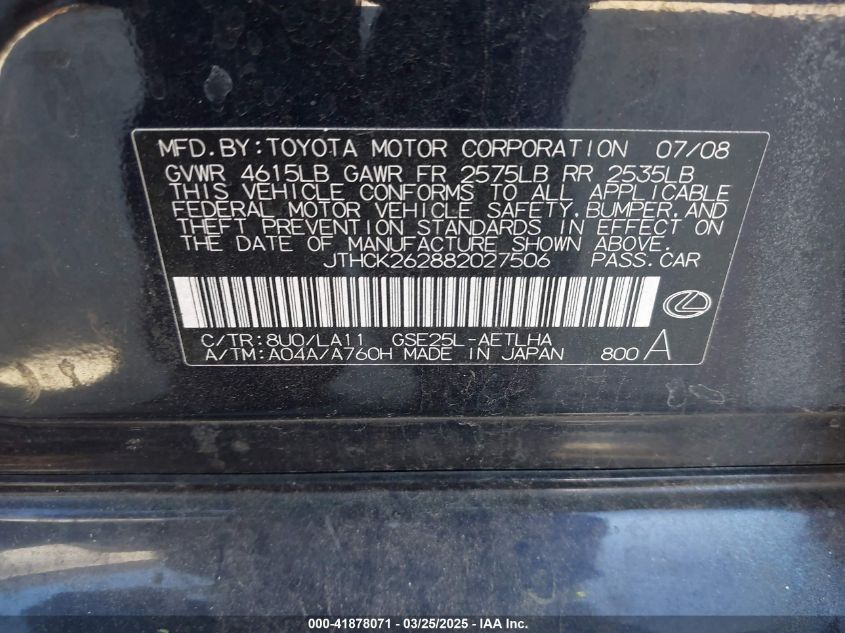 MFD. BY: TOYOTA MOTOR CORPORATION 07/08
GVWR 4615LB GAWR FR 2575LB RR 2535LB
THIS VEHICLE CONFORMS TO ALL APPLICABLE
FEDERAL MOTOR VEHICLE SAFETY, BUMPER, AND
THEFT PREVENTION STANDARDS IN EFFECT ON
THE DATE OF MANUFACTURE SHOWN ABOVE.
JTHCK262882027506 PASS. CAR
C/TR: 8U0/LA11 GSE25L-AETLHA
A/TM: A04A/A760H MADE IN JAPAN 800 A
000-41878071 — 03/25/2025 — IAA Inc.